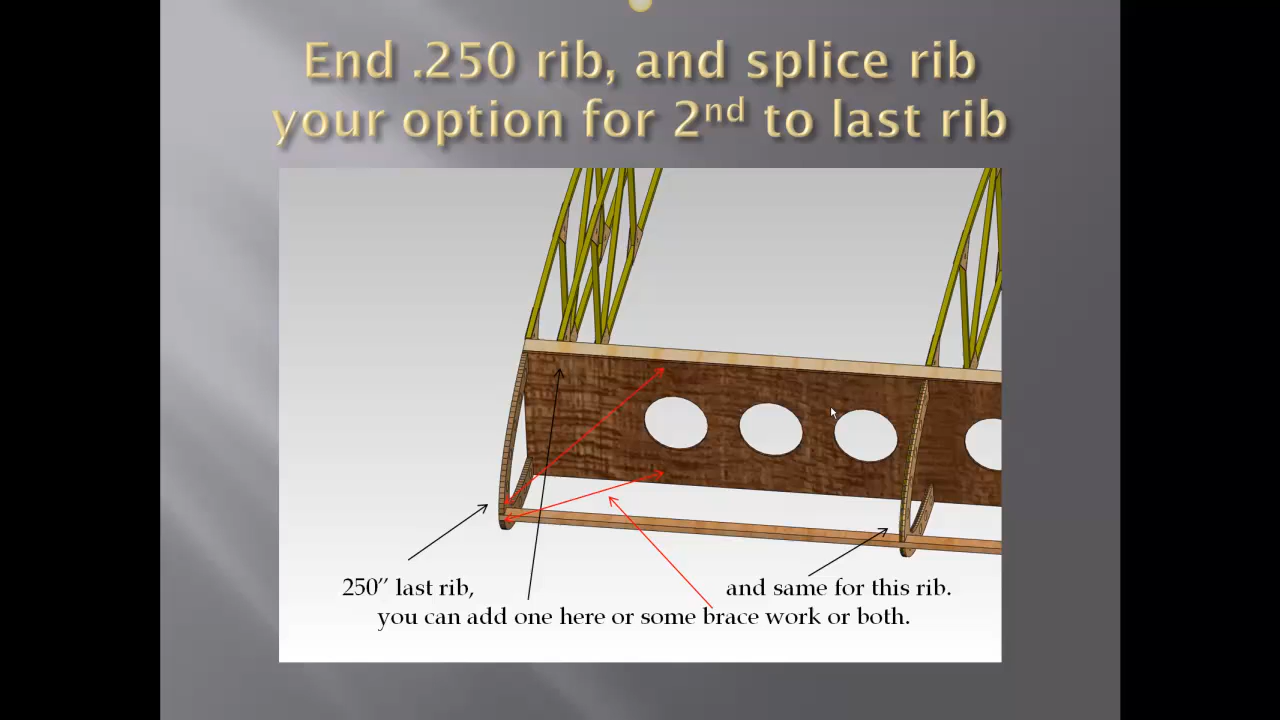 End .250 rib, and splice rib
your option for 2nd to last rib
250” last rib,
and same for this rib.
you can add one here or some brace work or both.